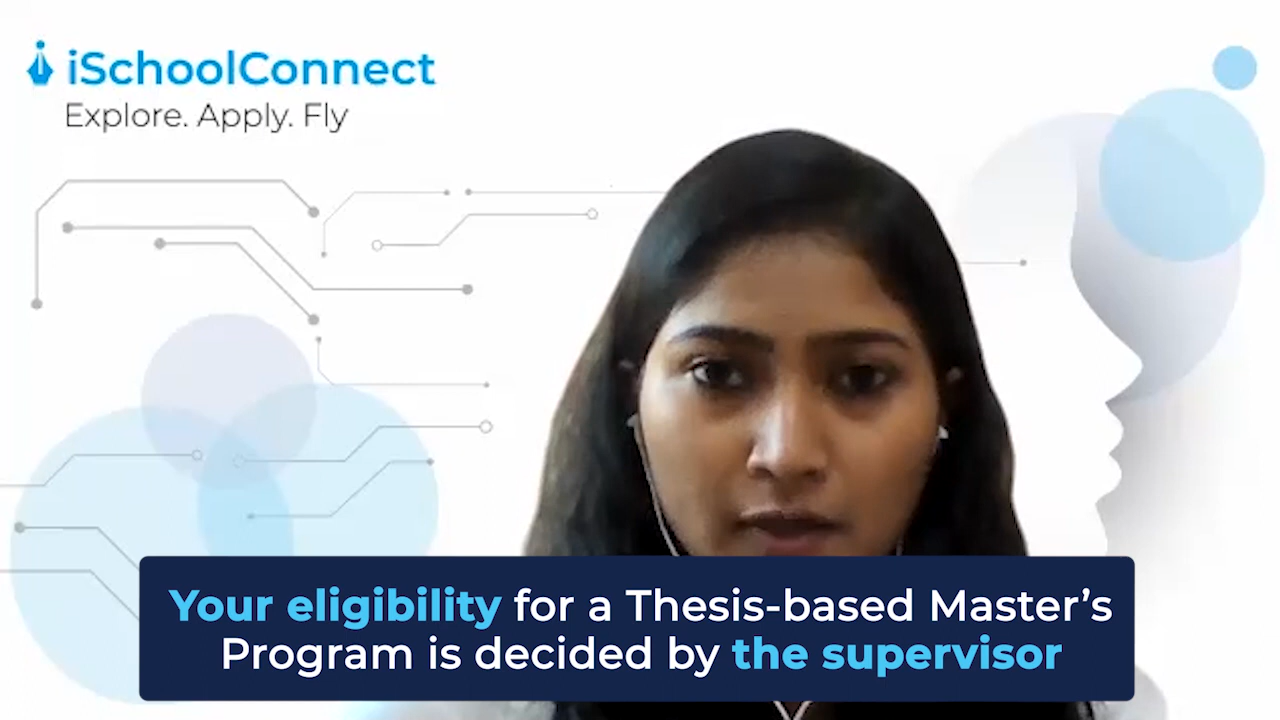 iSchoolConnect
Explore. Apply. Fly
Your eligibility for a Thesis-based Master’s
Program is decided by the supervisor